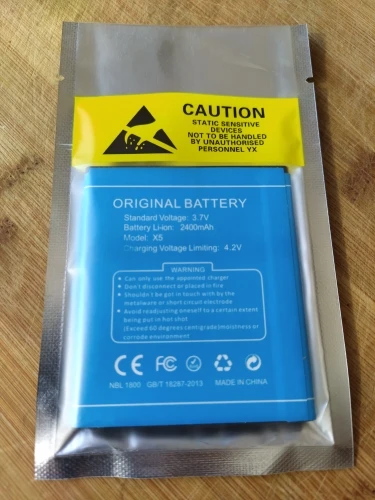 CAUTION
STATIC SENSITIVE
DEVICES
NOT TO BE HANDLED
BY UNAUTHORISED
PERSONNEL YX
ORIGINAL BATTERY
Standard Voltage: 3.7V
Battery Li-ion: 2400mAh
Model: X5
Charging Voltage Limiting: 4.2V
WARNING
Can only use the appointed charger
Don't disconnect or placed in fire
Shouldn't be got in touch with by the
metalware or short circuit electrode
Avoid readjusting oneself to a certain extent
being put in hot shot
(Exceed 60 degrees centigrade)moistness or
corrode environment
CE FC
NBL 1800 GB/T 18287-2013 MADE IN CHINA